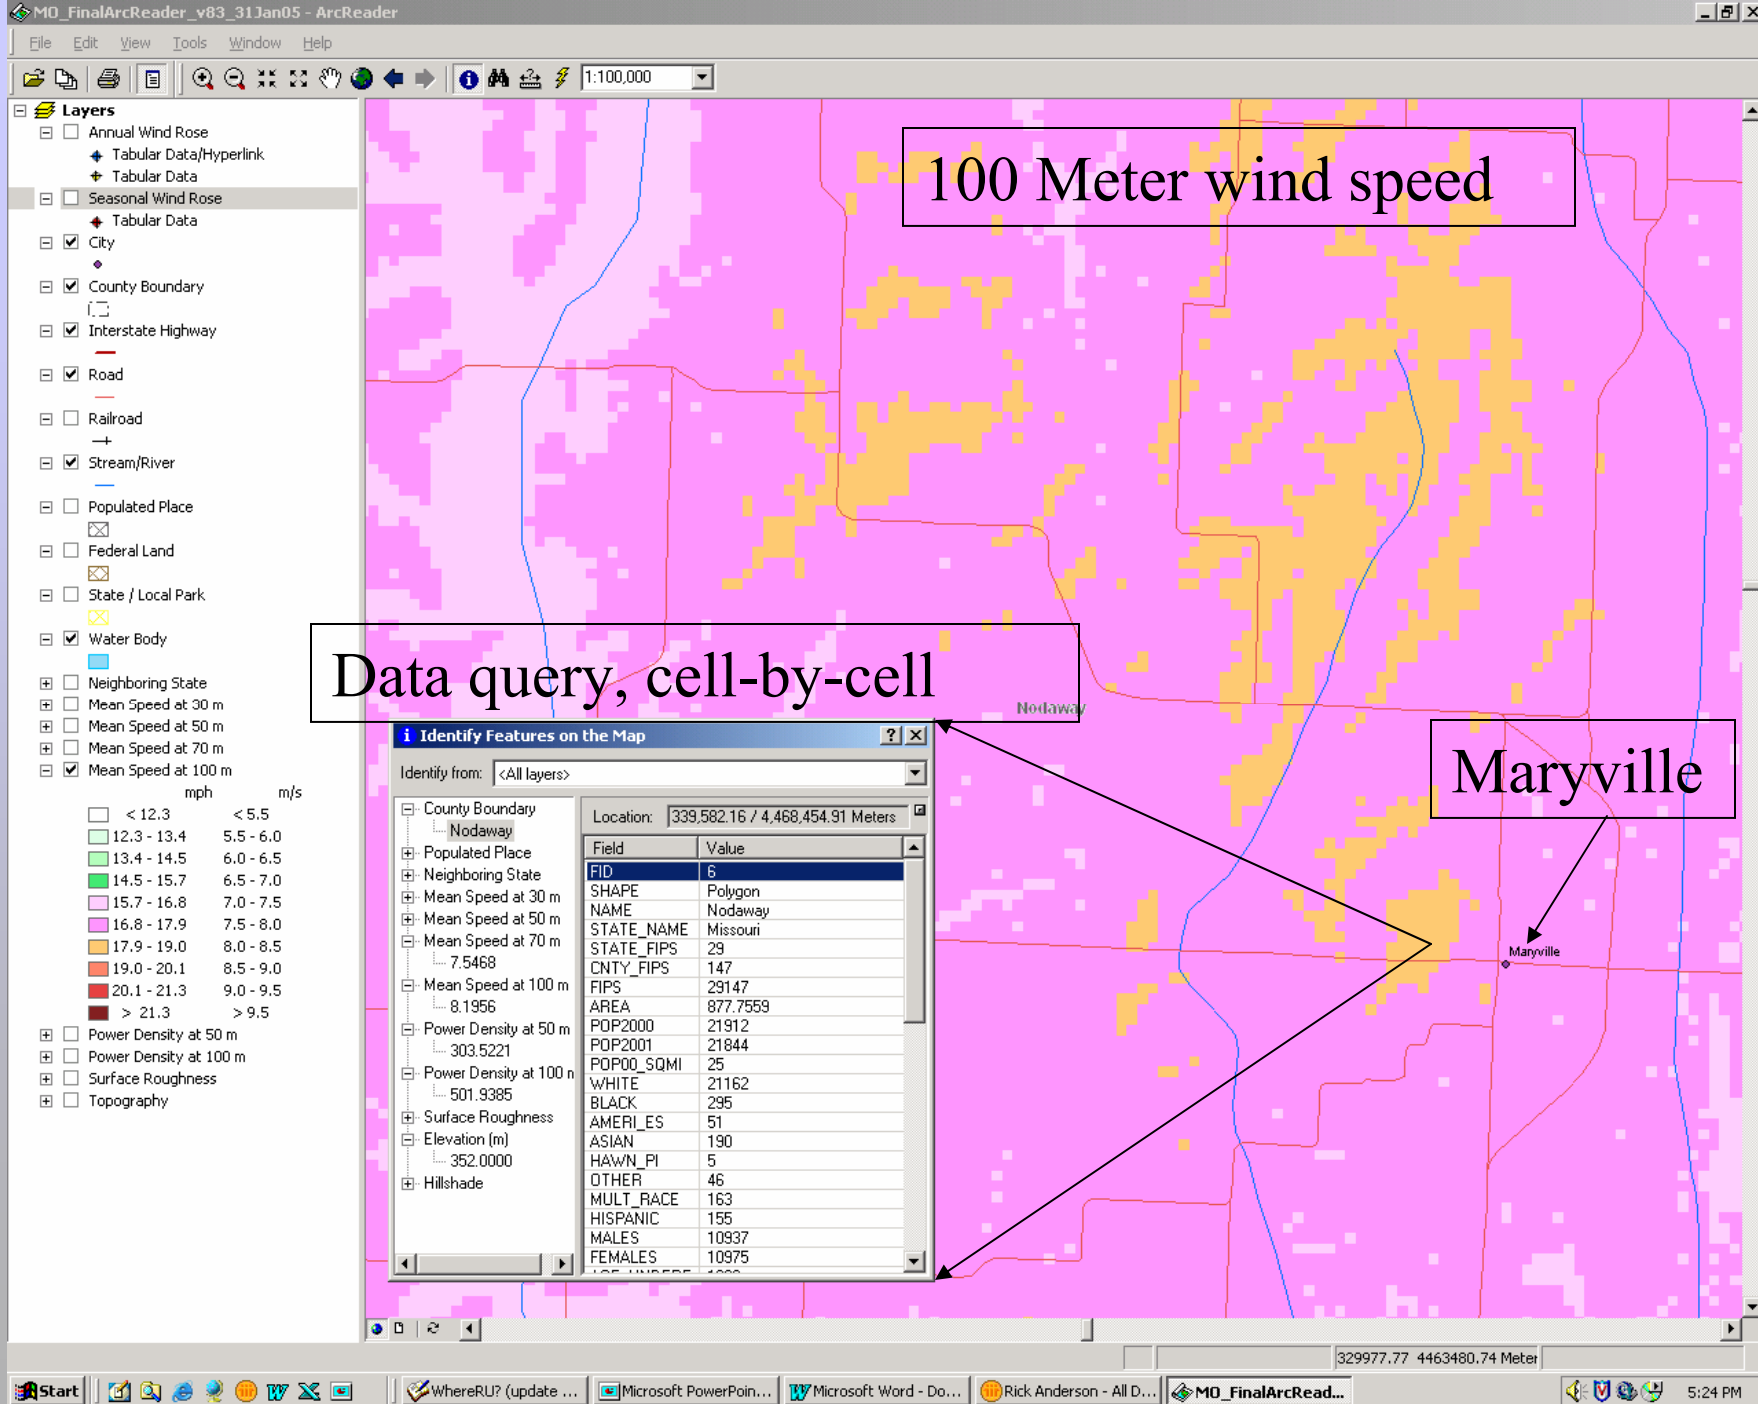 MO_FinalArcReader_v83_31Jan05 - ArcReader
File Edit View Tools Window Help
1:100,000
Layers
Annual Wind Rose
Tabular Data/Hyperlink
Tabular Data
Seasonal Wind Rose
Tabular Data
City
County Boundary
Interstate Highway
Road
Railroad
Stream/River
Populated Place
Federal Land
State / Local Park
Water Body
Neighboring State
Mean Speed at 30 m
Mean Speed at 50 m
Mean Speed at 70 m
Mean Speed at 100 m
mph m/s
< 12.3 < 5.5
12.3 - 13.4 5.5 - 6.0
13.4 - 14.5 6.0 - 6.5
14.5 - 15.7 6.5 - 7.0
15.7 - 16.8 7.0 - 7.5
16.8 - 17.9 7.5 - 8.0
17.9 - 19.0 8.0 - 8.5
19.0 - 20.1 8.5 - 9.0
20.1 - 21.3 9.0 - 9.5
> 21.3 > 9.5
Power Density at 50 m
Power Density at 100 m
Surface Roughness
Topography
100 Meter wind speed
Data query, cell-by-cell
Nodaway
Maryville
Maryville
Identify Features on the Map
Identify from: <All layers>
County Boundary
Nodaway
Populated Place
Neighboring State
Mean Speed at 30 m
Mean Speed at 50 m
Mean Speed at 70 m
7.5468
Mean Speed at 100 m
8.1956
Power Density at 50 m
303.5221
Power Density at 100 n
501.9385
Surface Roughness
Elevation (m)
352.0000
Hillshade
Location: 339,582.16 / 4,468,454.91 Meters
Field Value
FID 6
SHAPE Polygon
NAME Nodaway
STATE_NAME Missouri
STATE_FIPS 29
CNTY_FIPS 147
FIPS 29147
AREA 877.7559
POP2000 21912
POP2001 21844
POP00_SQMI 25
WHITE 21162
BLACK 295
AMERI_ES 51
ASIAN 190
HAWN_PI 5
OTHER 46
MULT_RACE 163
HISPANIC 155
MALES 10937
FEMALES 10975
329977.77 4463480.74 Meter
Start
WhereRU? (update ...
Microsoft PowerPoin...
Microsoft Word - Do...
Rick Anderson - All D...
MO_FinalArcRead...
5:24 PM